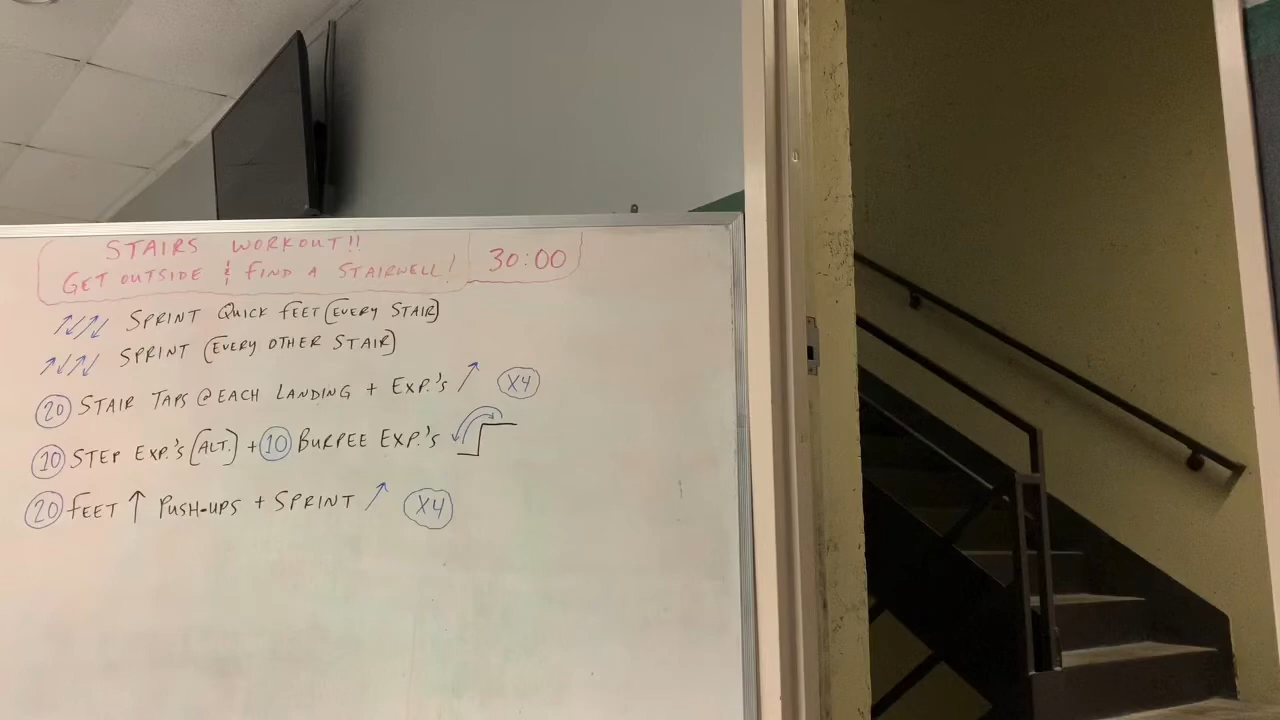 STAIRS WORKOUT!!
GET OUTSIDE & FIND A STAIRWELL! 30:00
↑↓↑↓ SPRINT QUICK FEET (EVERY STAIR)
↑↓↑↓ SPRINT (EVERY OTHER STAIR)
20 STAIR TAPS @ EACH LANDING + EXP.'S ↗ X4
10 STEP EXP.'S (ALT.) + 10 BURPEE EXP.'S
20 FEET ↑ PUSH-UPS + SPRINT ↗ X4